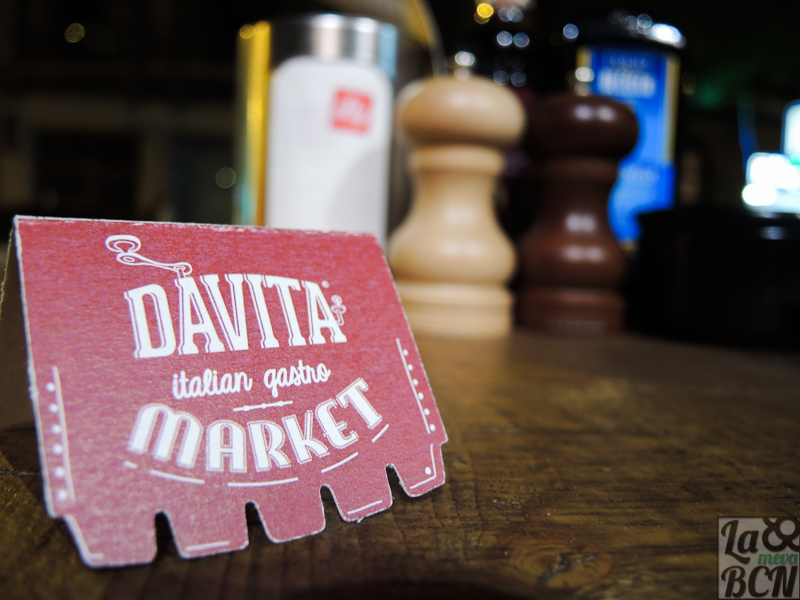 illy
DAVITA
italian gastro
MARKET
La
meva
BCN